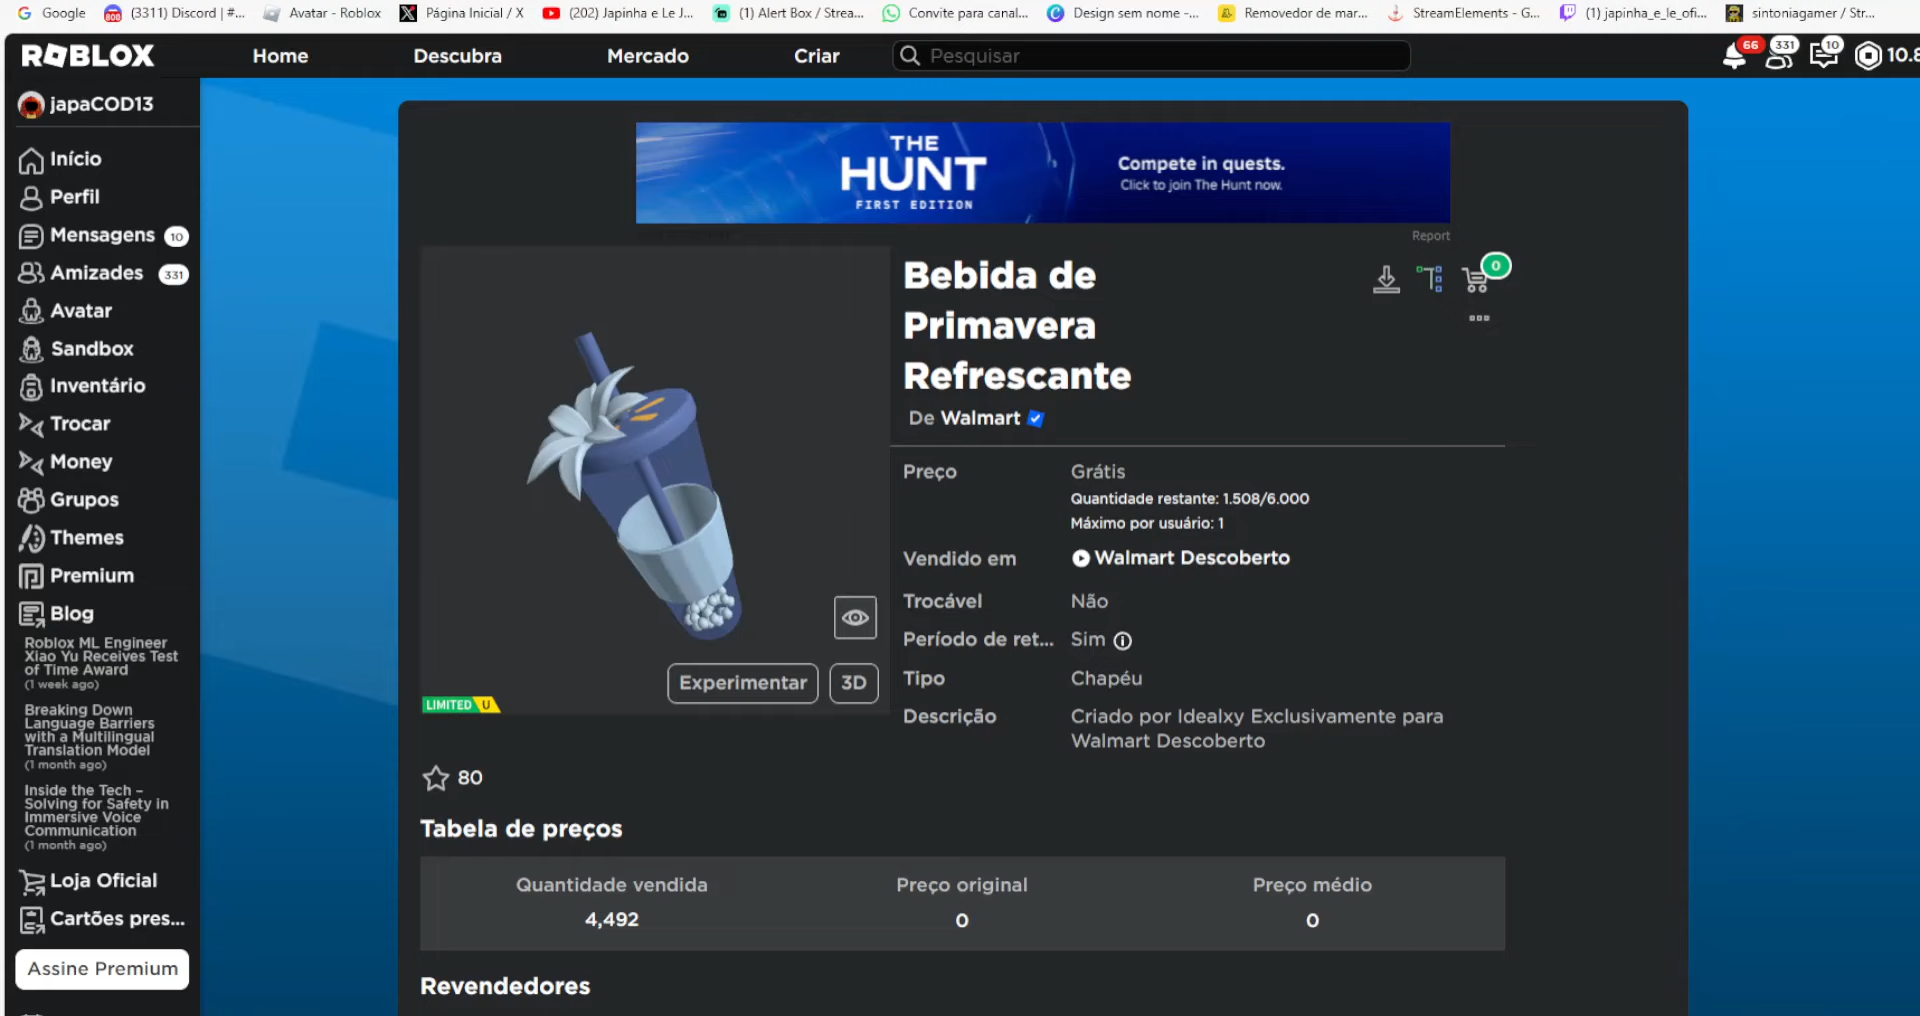 Google
(3311) Discord | #...
Avatar - Roblox
Página Inicial / X
(202) Japinha e Le J...
(1) Alert Box / Strea...
Convite para canal...
Design sem nome -...
Removedor de mar...
StreamElements - G...
(1) japinha_e_le_ofi...
sintoniagamer / Str...
ROBLOX
Home
Descubra
Mercado
Criar
Pesquisar
66
331
10
10.8
japaCOD13
Início
Perfil
Mensagens 10
Amizades 331
Avatar
Sandbox
Inventário
Trocar
Money
Grupos
Themes
Premium
Blog
Roblox ML Engineer
Xiao Yu Receives Test
of Time Award
(1 week ago)
Breaking Down
Language Barriers
with a Multilingual
Translation Model
(1 month ago)
Inside the Tech –
Solving for Safety in
Immersive Voice
Communication
(1 month ago)
Loja Oficial
Cartões pres...
Assine Premium
THE
HUNT
FIRST EDITION
Compete in quests.
Click to join The Hunt now.
Report
Bebida de
Primavera
Refrescante
0
De Walmart
Preço Grátis
Quantidade restante: 1.508/6.000
Máximo por usuário: 1
Vendido em Walmart Descoberto
Trocável Não
Período de ret... Sim
Tipo Chapéu
Descrição Criado por Idealxy Exclusivamente para
Walmart Descoberto
Experimentar
3D
LIMITED U
80
Tabela de preços
Quantidade vendida Preço original Preço médio
4,492 0 0
Revendedores